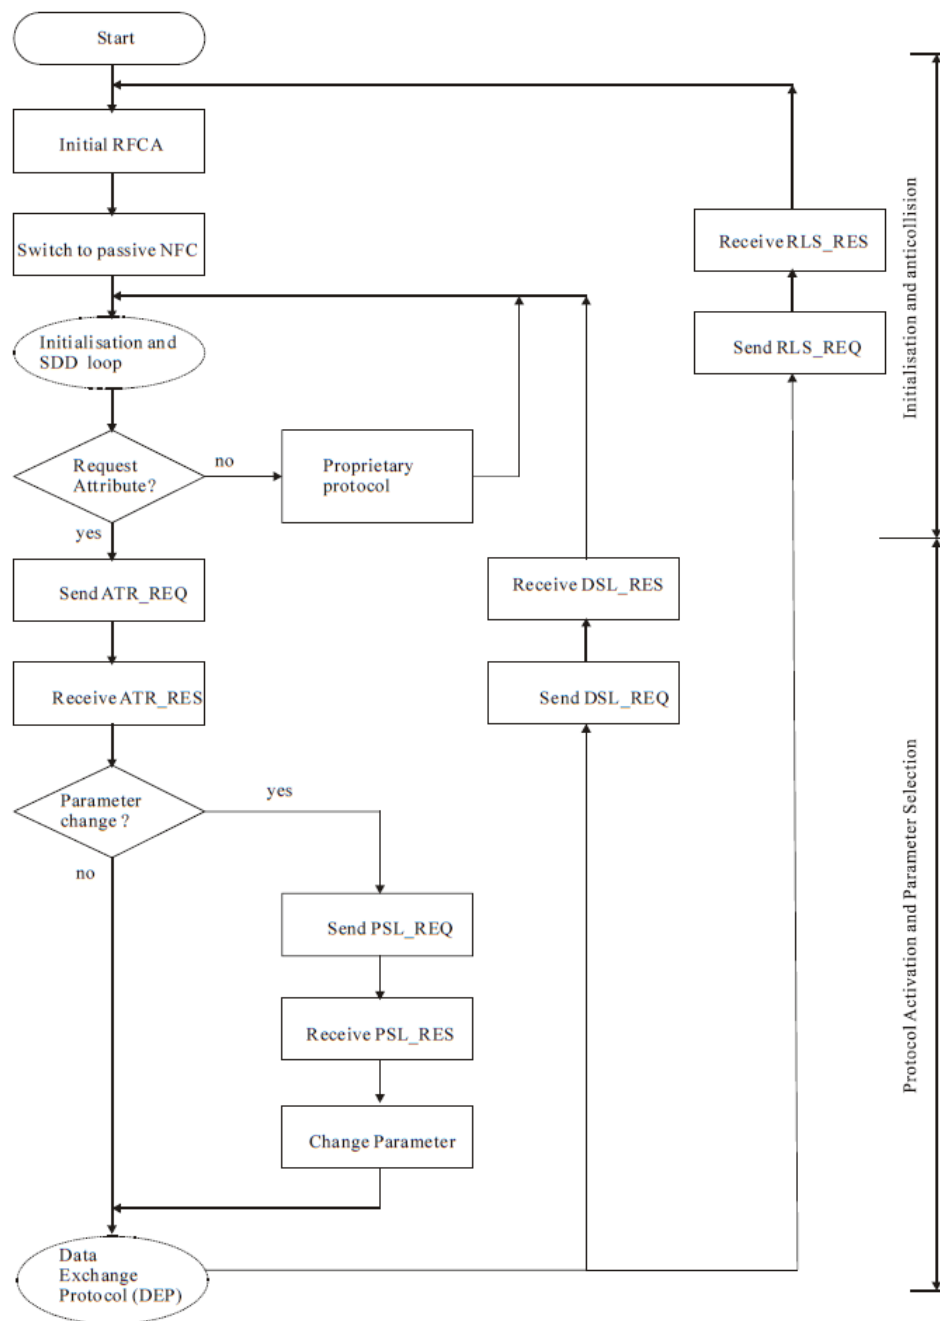 Start
Initial RFCA
Switch to passive NFC
Initialisation and
SDD loop
Request
Attribute?
no
Proprietary
protocol
yes
Send ATR_REQ
Receive ATR_RES
Parameter
change ?
yes
no
Send PSL_REQ
Receive PSL_RES
Change Parameter
Data
Exchange
Protocol (DEP)
Receive DSL_RES
Send DSL_REQ
Receive RLS_RES
Send RLS_REQ
Initialisation and anticollision
Protocol Activation and Parameter Selection